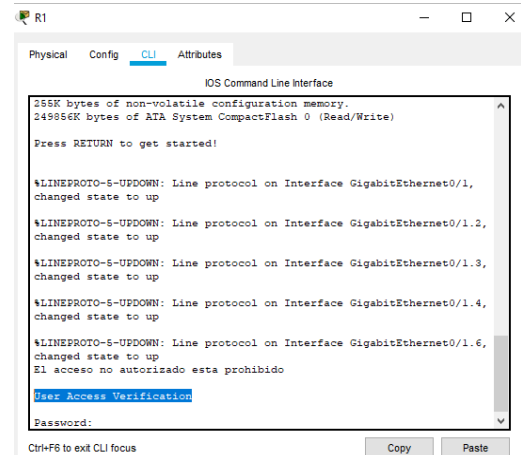 R1
Physical Config CLI Attributes
IOS Command Line Interface
255K bytes of non-volatile configuration memory.
249856K bytes of ATA System CompactFlash 0 (Read/Write)
Press RETURN to get started!
%LINEPROTO-5-UPDOWN: Line protocol on Interface GigabitEthernet0/1,
changed state to up
%LINEPROTO-5-UPDOWN: Line protocol on Interface GigabitEthernet0/1.2,
changed state to up
%LINEPROTO-5-UPDOWN: Line protocol on Interface GigabitEthernet0/1.3,
changed state to up
%LINEPROTO-5-UPDOWN: Line protocol on Interface GigabitEthernet0/1.4,
changed state to up
%LINEPROTO-5-UPDOWN: Line protocol on Interface GigabitEthernet0/1.6,
changed state to up
El acceso no autorizado esta prohibido
User Access Verification
Password:
Ctrl+F6 to exit CLI focus Copy Paste